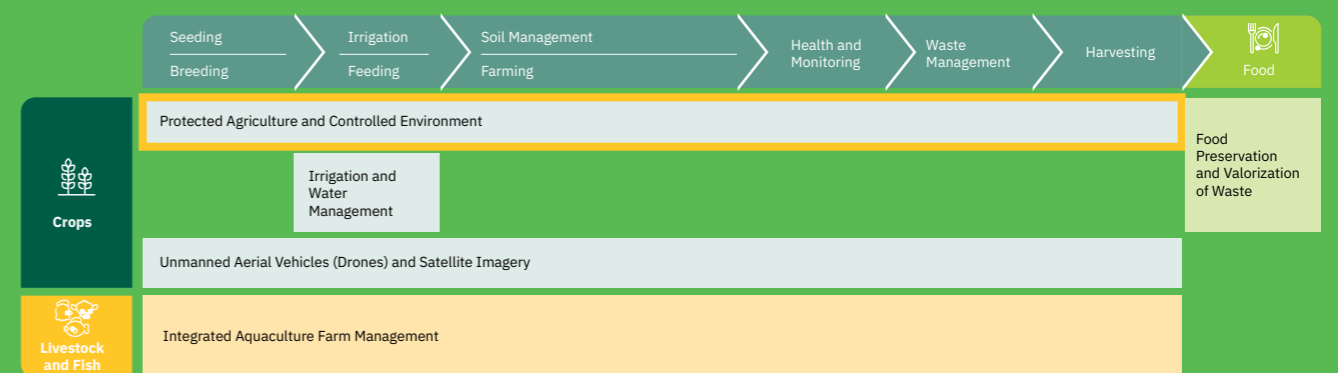 Seeding
Breeding
Irrigation
Feeding
Soil Management
Farming
Health and
Monitoring
Waste
Management
Harvesting
Food
Crops
Protected Agriculture and Controlled Environment
Irrigation and
Water
Management
Unmanned Aerial Vehicles (Drones) and Satellite Imagery
Food
Preservation
and Valorization
of Waste
Livestock
and Fish
Integrated Aquaculture Farm Management